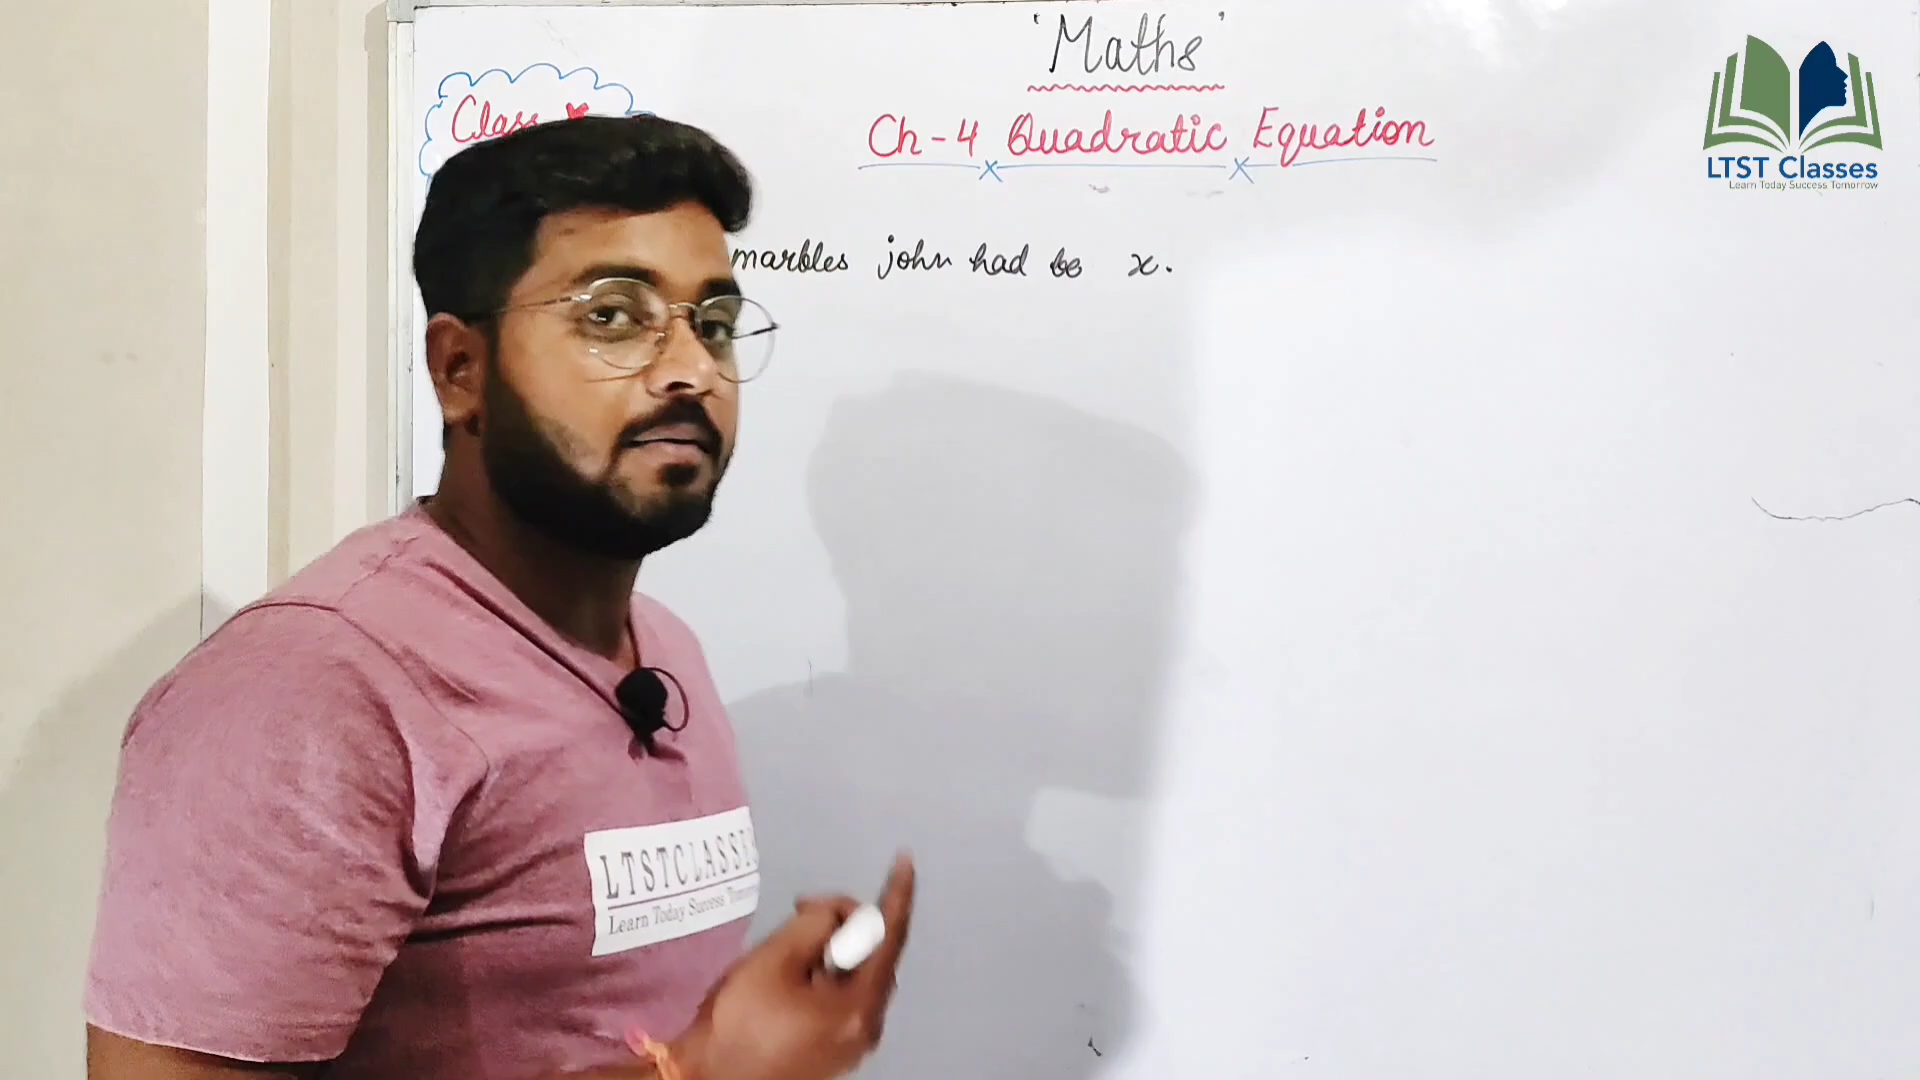 'Maths'
Class
Ch-4 Quadratic Equation
LTST Classes
Learn Today Success Tomorrow
marbles john had be x.
LTSTCLASSES
Learn Today Success